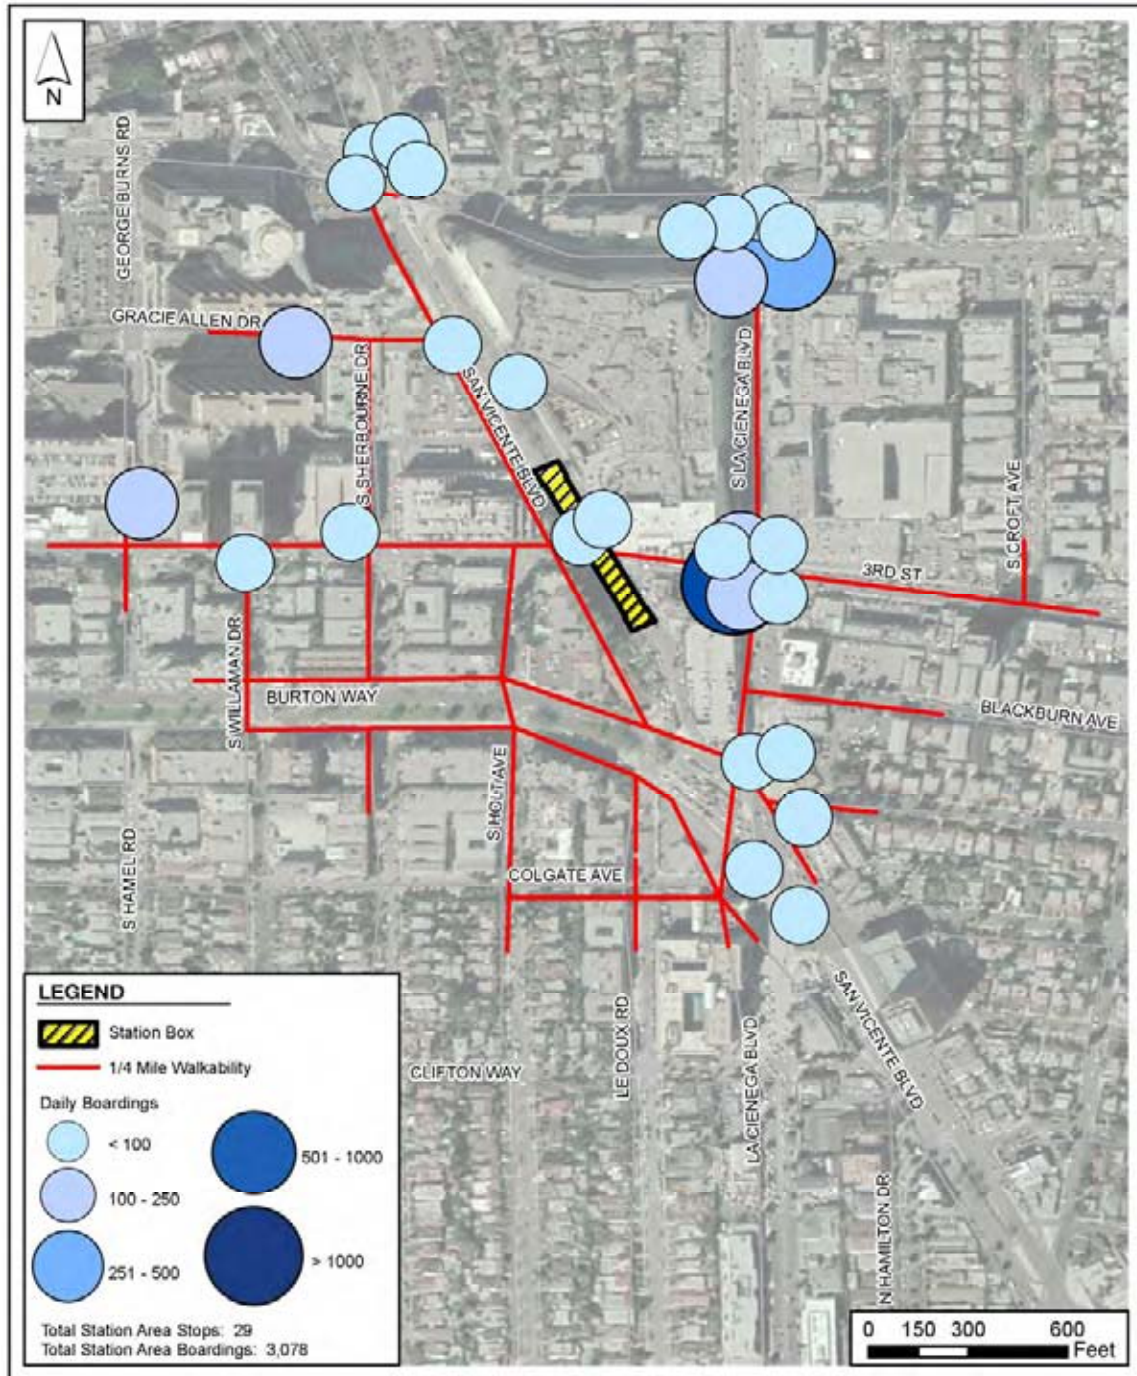 N
GEORGE BURNS RD
GRACIE ALLEN DR
S SHERBOURNE DR
SAN VICENTE BLVD
S LA CIENEGA BLVD
S CROFT AVE
3RD ST
S WILLAMAN DR
BURTON WAY
BLACKBURN AVE
S HOLT AVE
S HAMEL RD
COLGATE AVE
LE DOUX RD
CLIFTON WAY
LA CIENEGA BLVD
SAN VICENTE BLVD
N HAMILTON DR
LEGEND
Station Box
1/4 Mile Walkability
Daily Boardings
< 100
100 - 250
251 - 500
501 - 1000
> 1000
Total Station Area Stops: 29
Total Station Area Boardings: 3,078
0 150 300 600
Feet